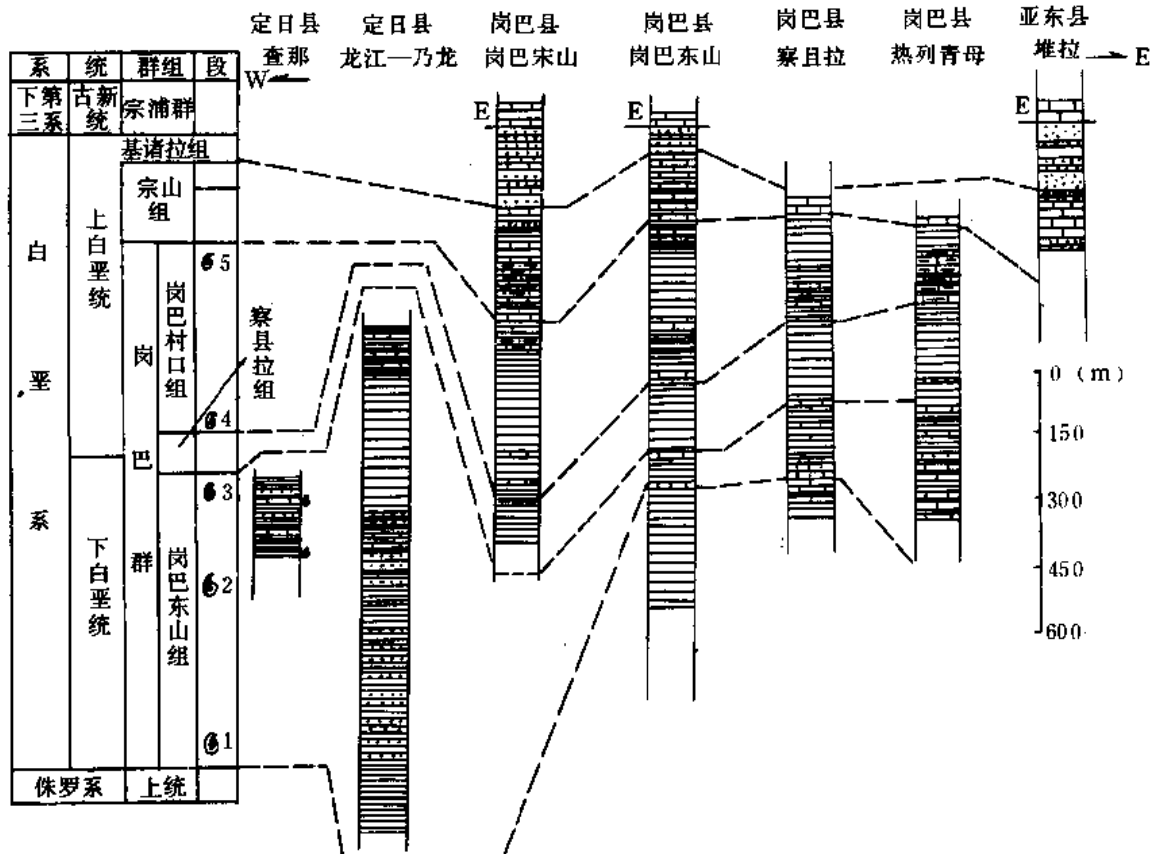 定日县 定日县 岗巴县 岗巴县 岗巴县 岗巴县 亚东县
查那 龙江—乃龙 岗巴宋山 岗巴东山 察且拉 热列青母 堆拉
W E
系 统 群组 段
下第三系 古新统 宗浦群
E E E
基诸拉组
宗山组
白垩系
上白垩统
下白垩统
岗巴群
岗巴村口组
察县拉组
岗巴东山组
5
4
3
2
1
侏罗系 上统
0 (m)
150
300
450
600